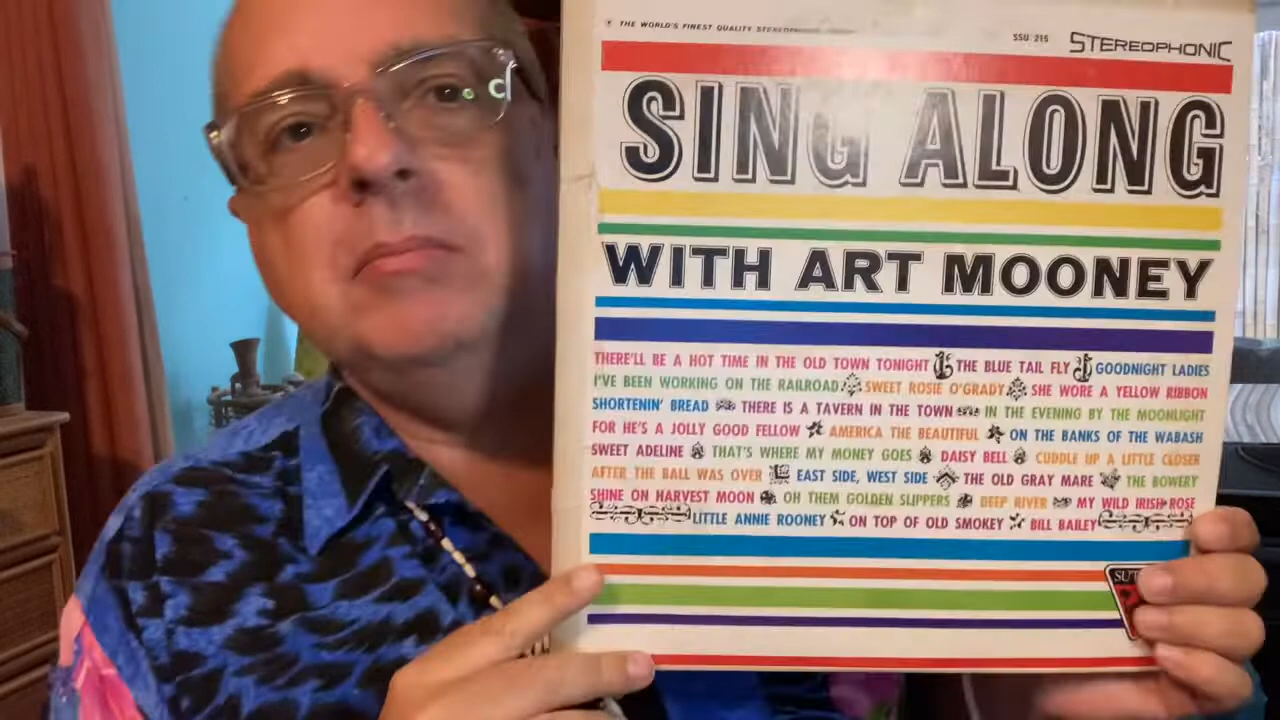 THE WORLD'S FINEST QUALITY STEREOPHONIC
SSU 215 STEREOPHONIC
SING ALONG
WITH ART MOONEY
THERE'LL BE A HOT TIME IN THE OLD TOWN TONIGHT THE BLUE TAIL FLY GOODNIGHT LADIES
I'VE BEEN WORKING ON THE RAILROAD SWEET ROSIE O'GRADY SHE WORE A YELLOW RIBBON
SHORTENIN' BREAD THERE IS A TAVERN IN THE TOWN IN THE EVENING BY THE MOONLIGHT
FOR HE'S A JOLLY GOOD FELLOW AMERICA THE BEAUTIFUL ON THE BANKS OF THE WABASH
SWEET ADELINE THAT'S WHERE MY MONEY GOES DAISY BELL CUDDLE UP A LITTLE CLOSER
AFTER THE BALL WAS OVER EAST SIDE, WEST SIDE THE OLD GRAY MARE THE BOWERY
SHINE ON HARVEST MOON OH THEM GOLDEN SLIPPERS DEEP RIVER MY WILD IRISH ROSE
LITTLE ANNIE ROONEY ON TOP OF OLD SMOKEY BILL BAILEY